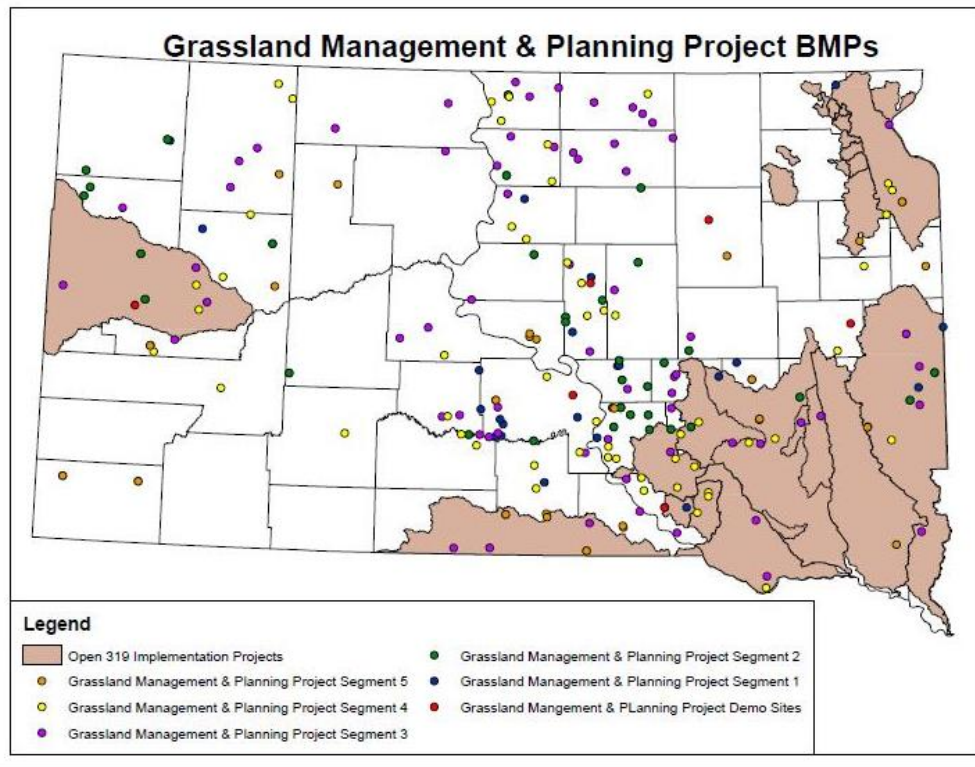 Grassland Management & Planning Project BMPs
Legend
Open 319 Implementation Projects
Grassland Management & Planning Project Segment 5
Grassland Management & Planning Project Segment 4
Grassland Management & Planning Project Segment 3
Grassland Management & Planning Project Segment 2
Grassland Management & Planning Project Segment 1
Grassland Mangement & PLanning Project Demo Sites